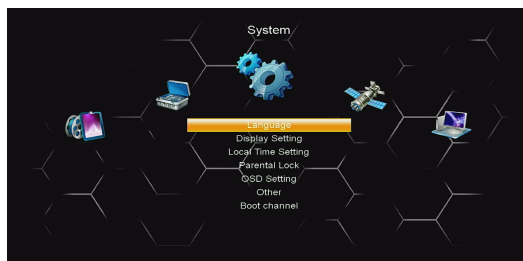 System
Language
Display Setting
Local Time Setting
Parental Lock
OSD Setting
Other
Boot channel